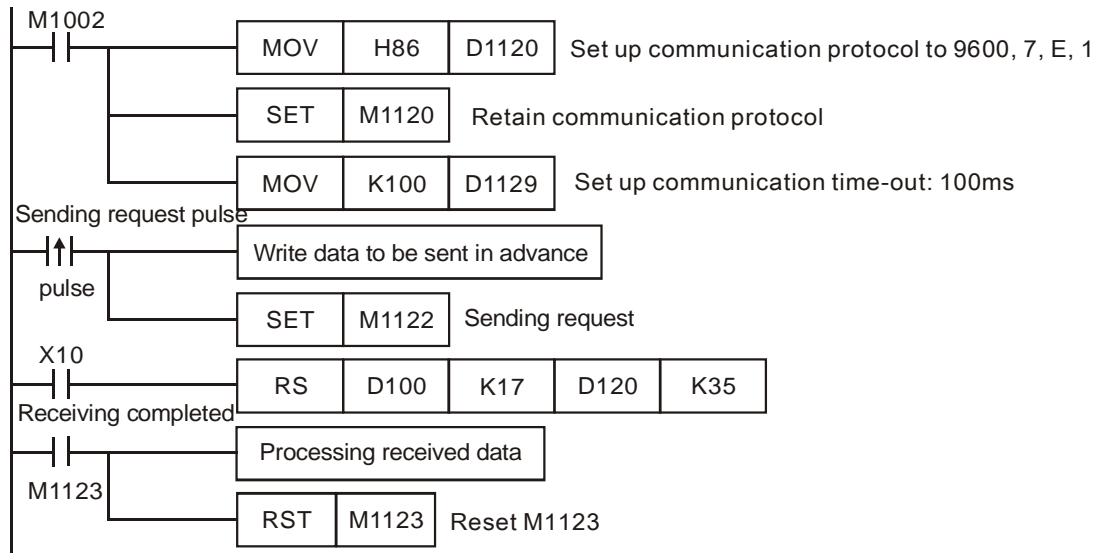 M1002
MOV H86 D1120 Set up communication protocol to 9600, 7, E, 1
SET M1120 Retain communication protocol
MOV K100 D1129 Set up communication time-out: 100ms
Sending request pulse
Write data to be sent in advance
pulse
SET M1122 Sending request
X10
RS D100 K17 D120 K35
Receiving completed
Processing received data
M1123
RST M1123 Reset M1123